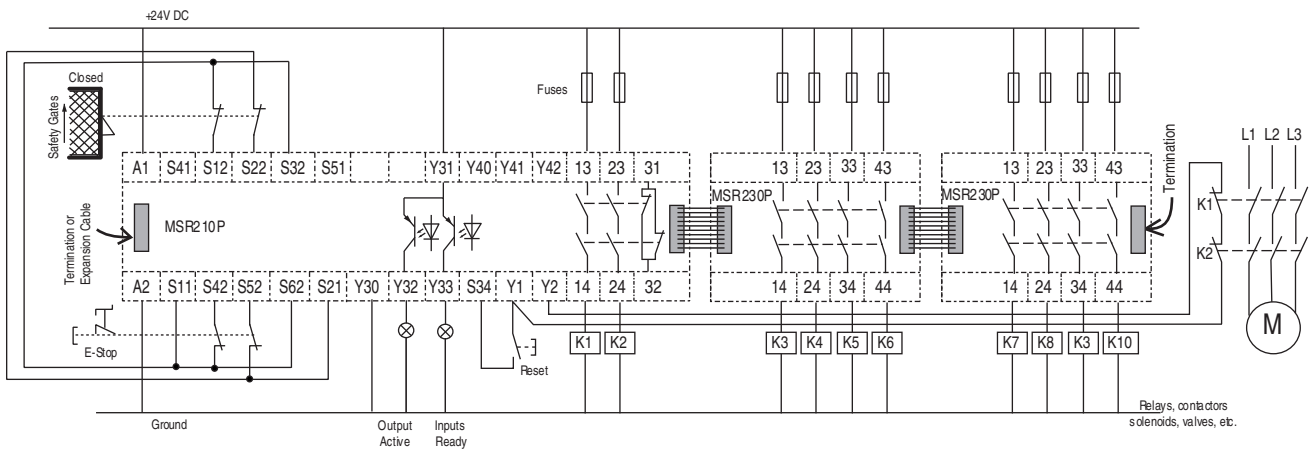 +24V DC
Closed
Safety Gates
Fuses
L1 L2 L3
A1 S41 S12 S22 S32 S51 Y31 Y40 Y41 Y42 13 23 31
13 23 33 43
13 23 33 43
Termination
MSR210P
MSR230P
MSR230P
K1
K2
Termination or
Expansion Cable
A2 S11 S42 S52 S62 S21 Y30 Y32 Y33 S34 Y1 Y2 14 24 32
14 24 34 44
14 24 34 44
M
E-Stop
Reset
K1 K2
K3 K4 K5 K6
K7 K8 K3 K10
Ground
Output
Active
Inputs
Ready
Relays, contactors
solenoids, valves, etc.